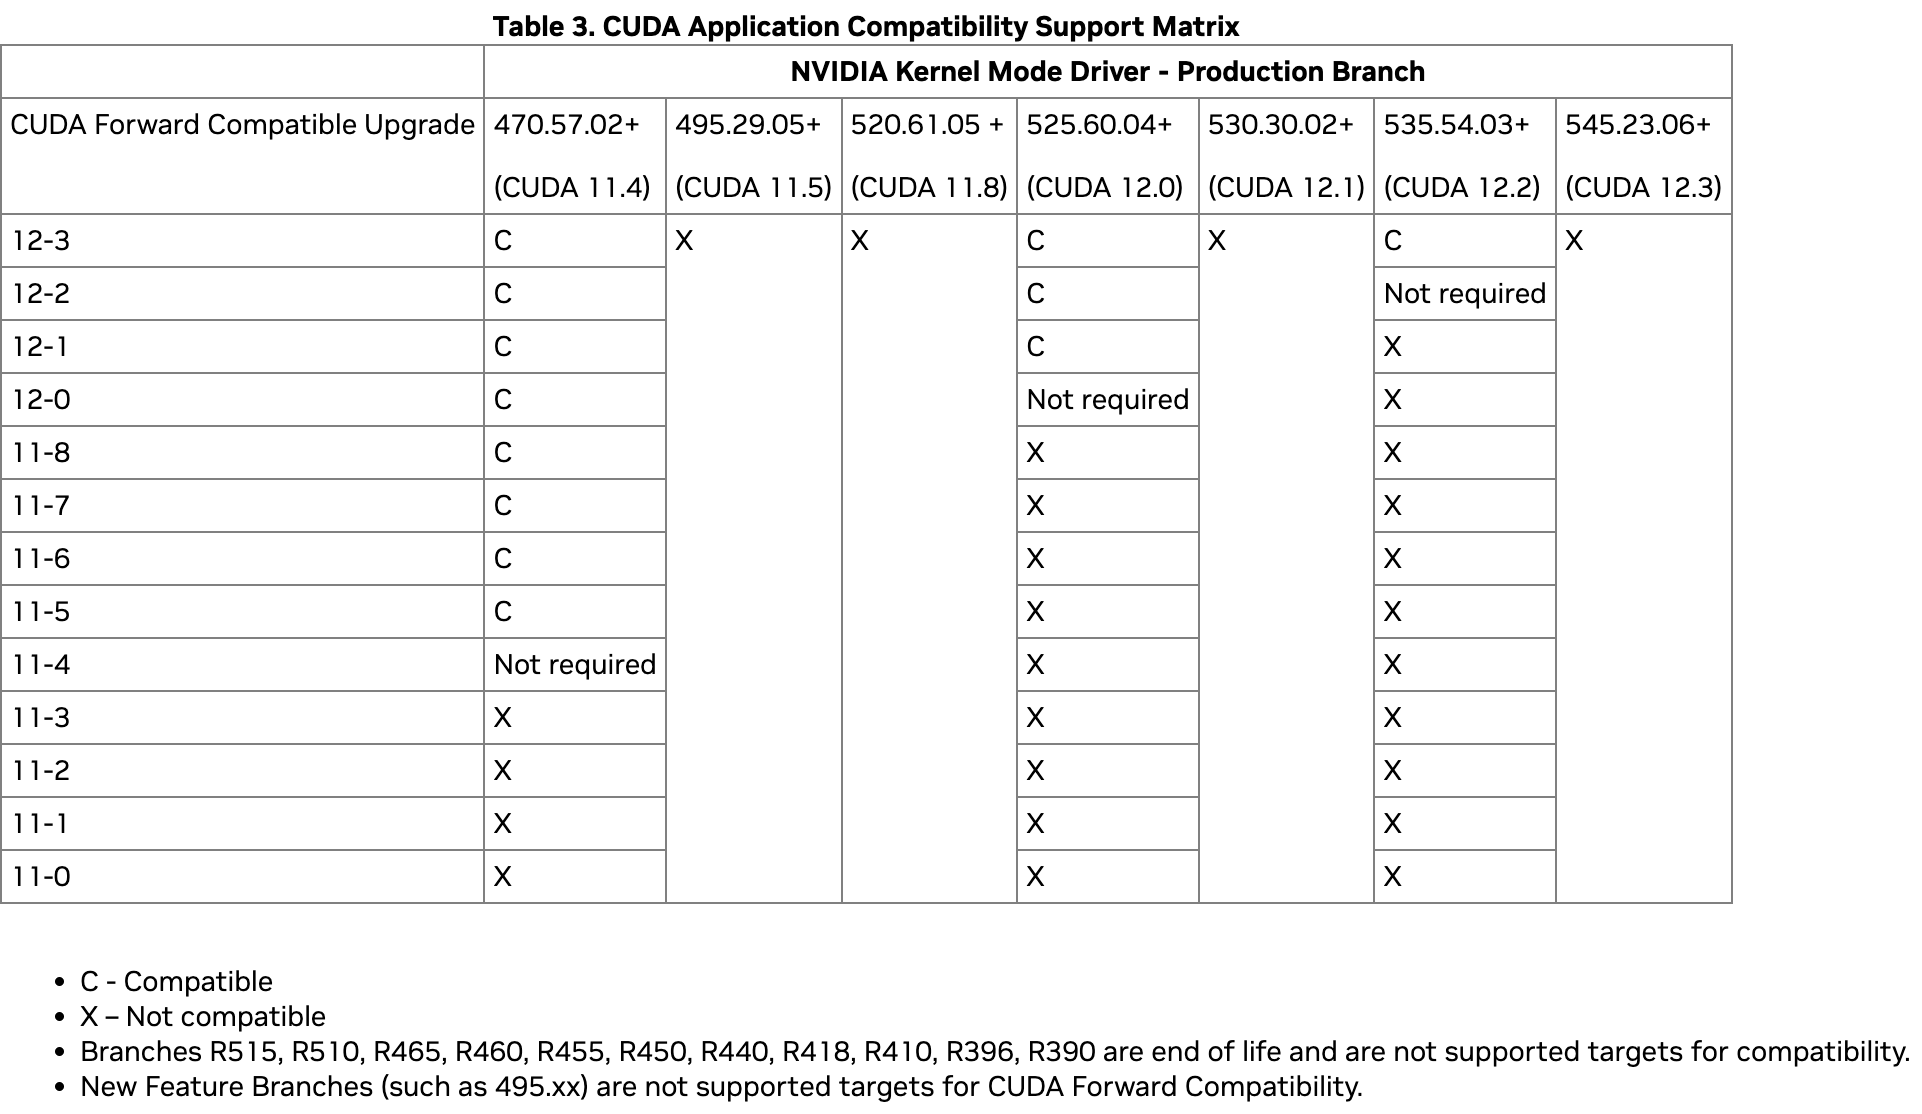 Table 3. CUDA Application Compatibility Support Matrix
NVIDIA Kernel Mode Driver - Production Branch
CUDA Forward Compatible Upgrade 470.57.02+ 495.29.05+ 520.61.05 + 525.60.04+ 530.30.02+ 535.54.03+ 545.23.06+
(CUDA 11.4) (CUDA 11.5) (CUDA 11.8) (CUDA 12.0) (CUDA 12.1) (CUDA 12.2) (CUDA 12.3)
12-3 C X X C X C X
12-2 C C Not required
12-1 C C X
12-0 C Not required X
11-8 C X X
11-7 C X X
11-6 C X X
11-5 C X X
11-4 Not required X X
11-3 X X X
11-2 X X X
11-1 X X X
11-0 X X X
• C - Compatible
• X – Not compatible
• Branches R515, R510, R465, R460, R455, R450, R440, R418, R410, R396, R390 are end of life and are not supported targets for compatibility.
• New Feature Branches (such as 495.xx) are not supported targets for CUDA Forward Compatibility.